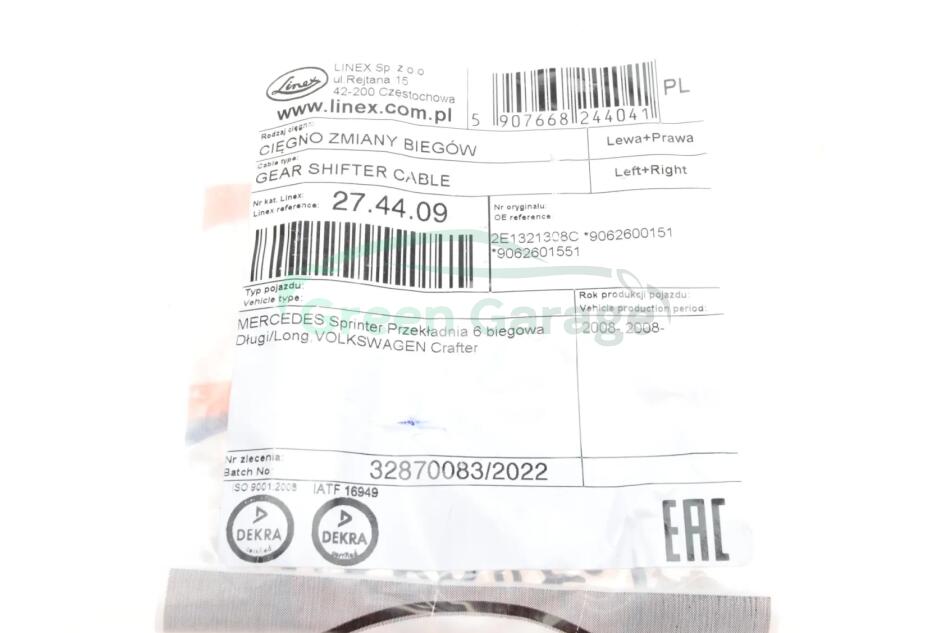 Linex
LINEX Sp. z o.o
ul.Rejtana 15
42-200 Częstochowa
www.linex.com.pl
5 907668 244041
PL
Rodzaj cięgna:
CIĘGNO ZMIANY BIEGÓW
Lewa+Prawa
Cable type:
GEAR SHIFTER CABLE
Left+Right
Nr kat. Linex:
Linex reference: 27.44.09
Nr oryginału:
OE reference:
2E1321308C *9062600151
*9062601551
Typ pojazdu:
Vehicle type:
Rok produkcji pojazdu:
Vehicle production period:
MERCEDES Sprinter Przekładnia 6 biegowa
Długi/Long,VOLKSWAGEN Crafter
2008-,2008-
Green Garage
Nr zlecenia:
Batch No:
32870083/2022
ISO 9001:2008 IATF 16949
DEKRA
DEKRA
EAC